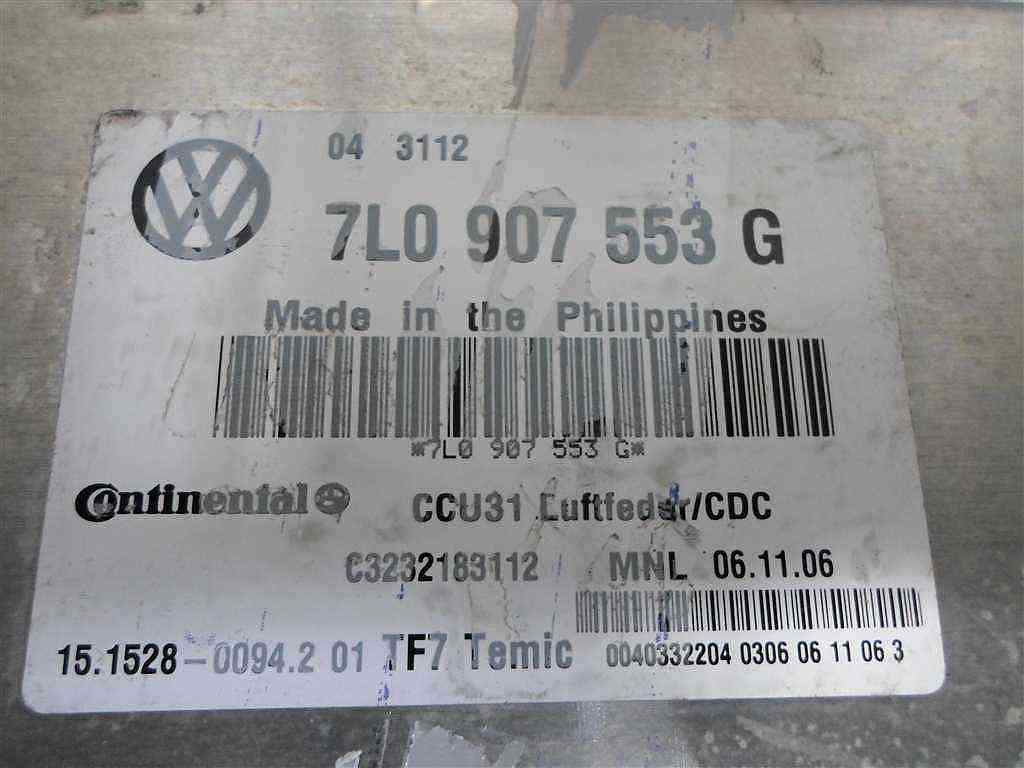 04 3112
7L0 907 553 G
Made in the Philippines
*7L0 907 553 G*
Continental CCU31 Luftfeder/CDC
C3232183112 MNL 06.11.06
15.1528-0094.2 01 TF7 Temic 0040332204 0306 06 11 06 3